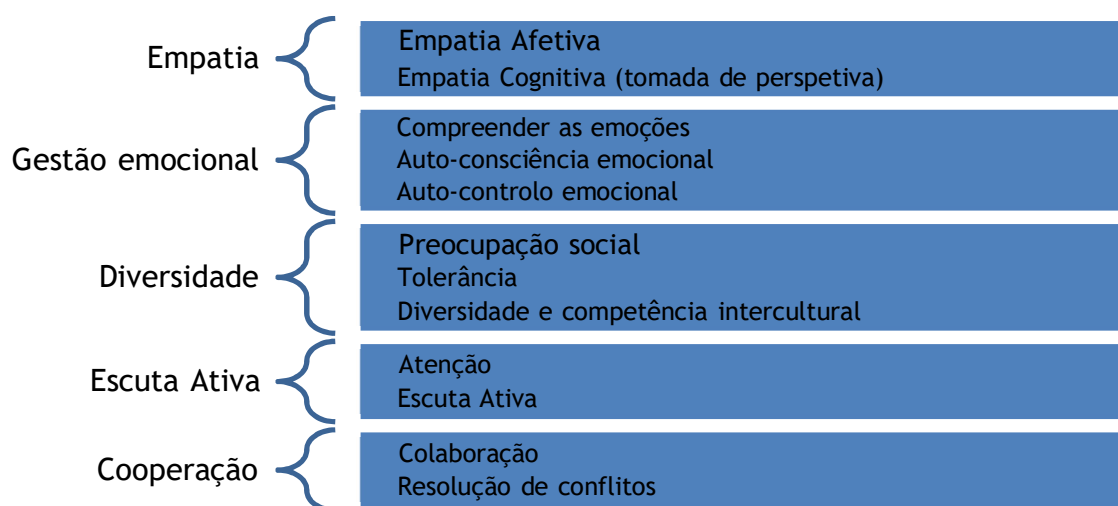 Empatia
Empatia Afetiva
Empatia Cognitiva (tomada de perspetiva)
Gestão emocional
Compreender as emoções
Auto-consciência emocional
Auto-controlo emocional
Diversidade
Preocupação social
Tolerância
Diversidade e competência intercultural
Escuta Ativa
Atenção
Escuta Ativa
Cooperação
Colaboração
Resolução de conflitos